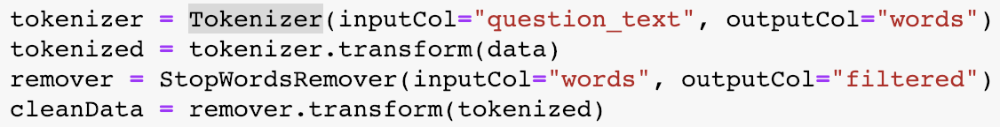 tokenizer = Tokenizer(inputCol="question_text", outputCol="words")
tokenized = tokenizer.transform(data)
remover = StopWordsRemover(inputCol="words", outputCol="filtered")
cleanData = remover.transform(tokenized)